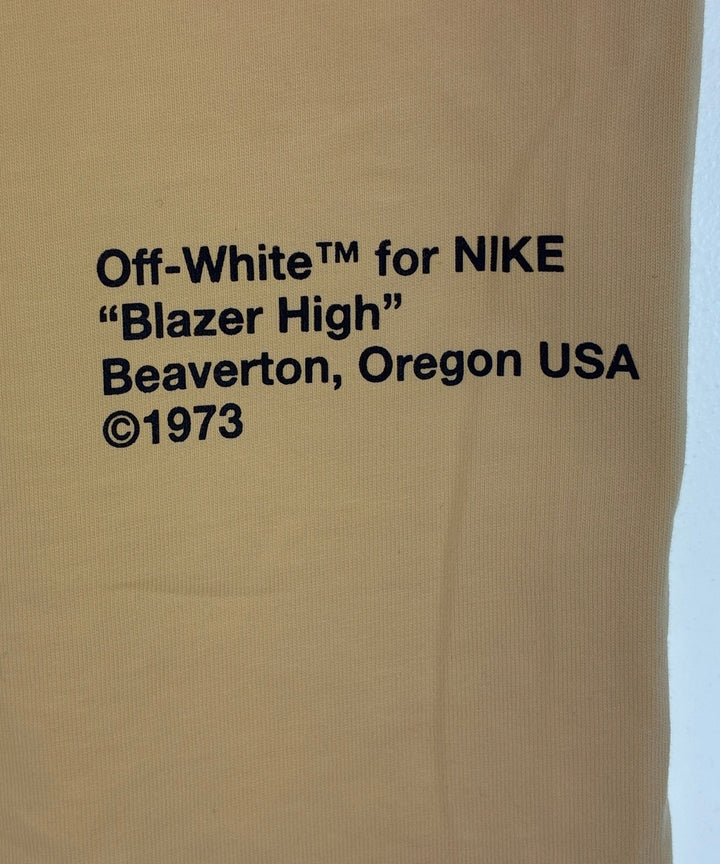 Off-White™ for NIKE
“Blazer High”
Beaverton, Oregon USA
©1973